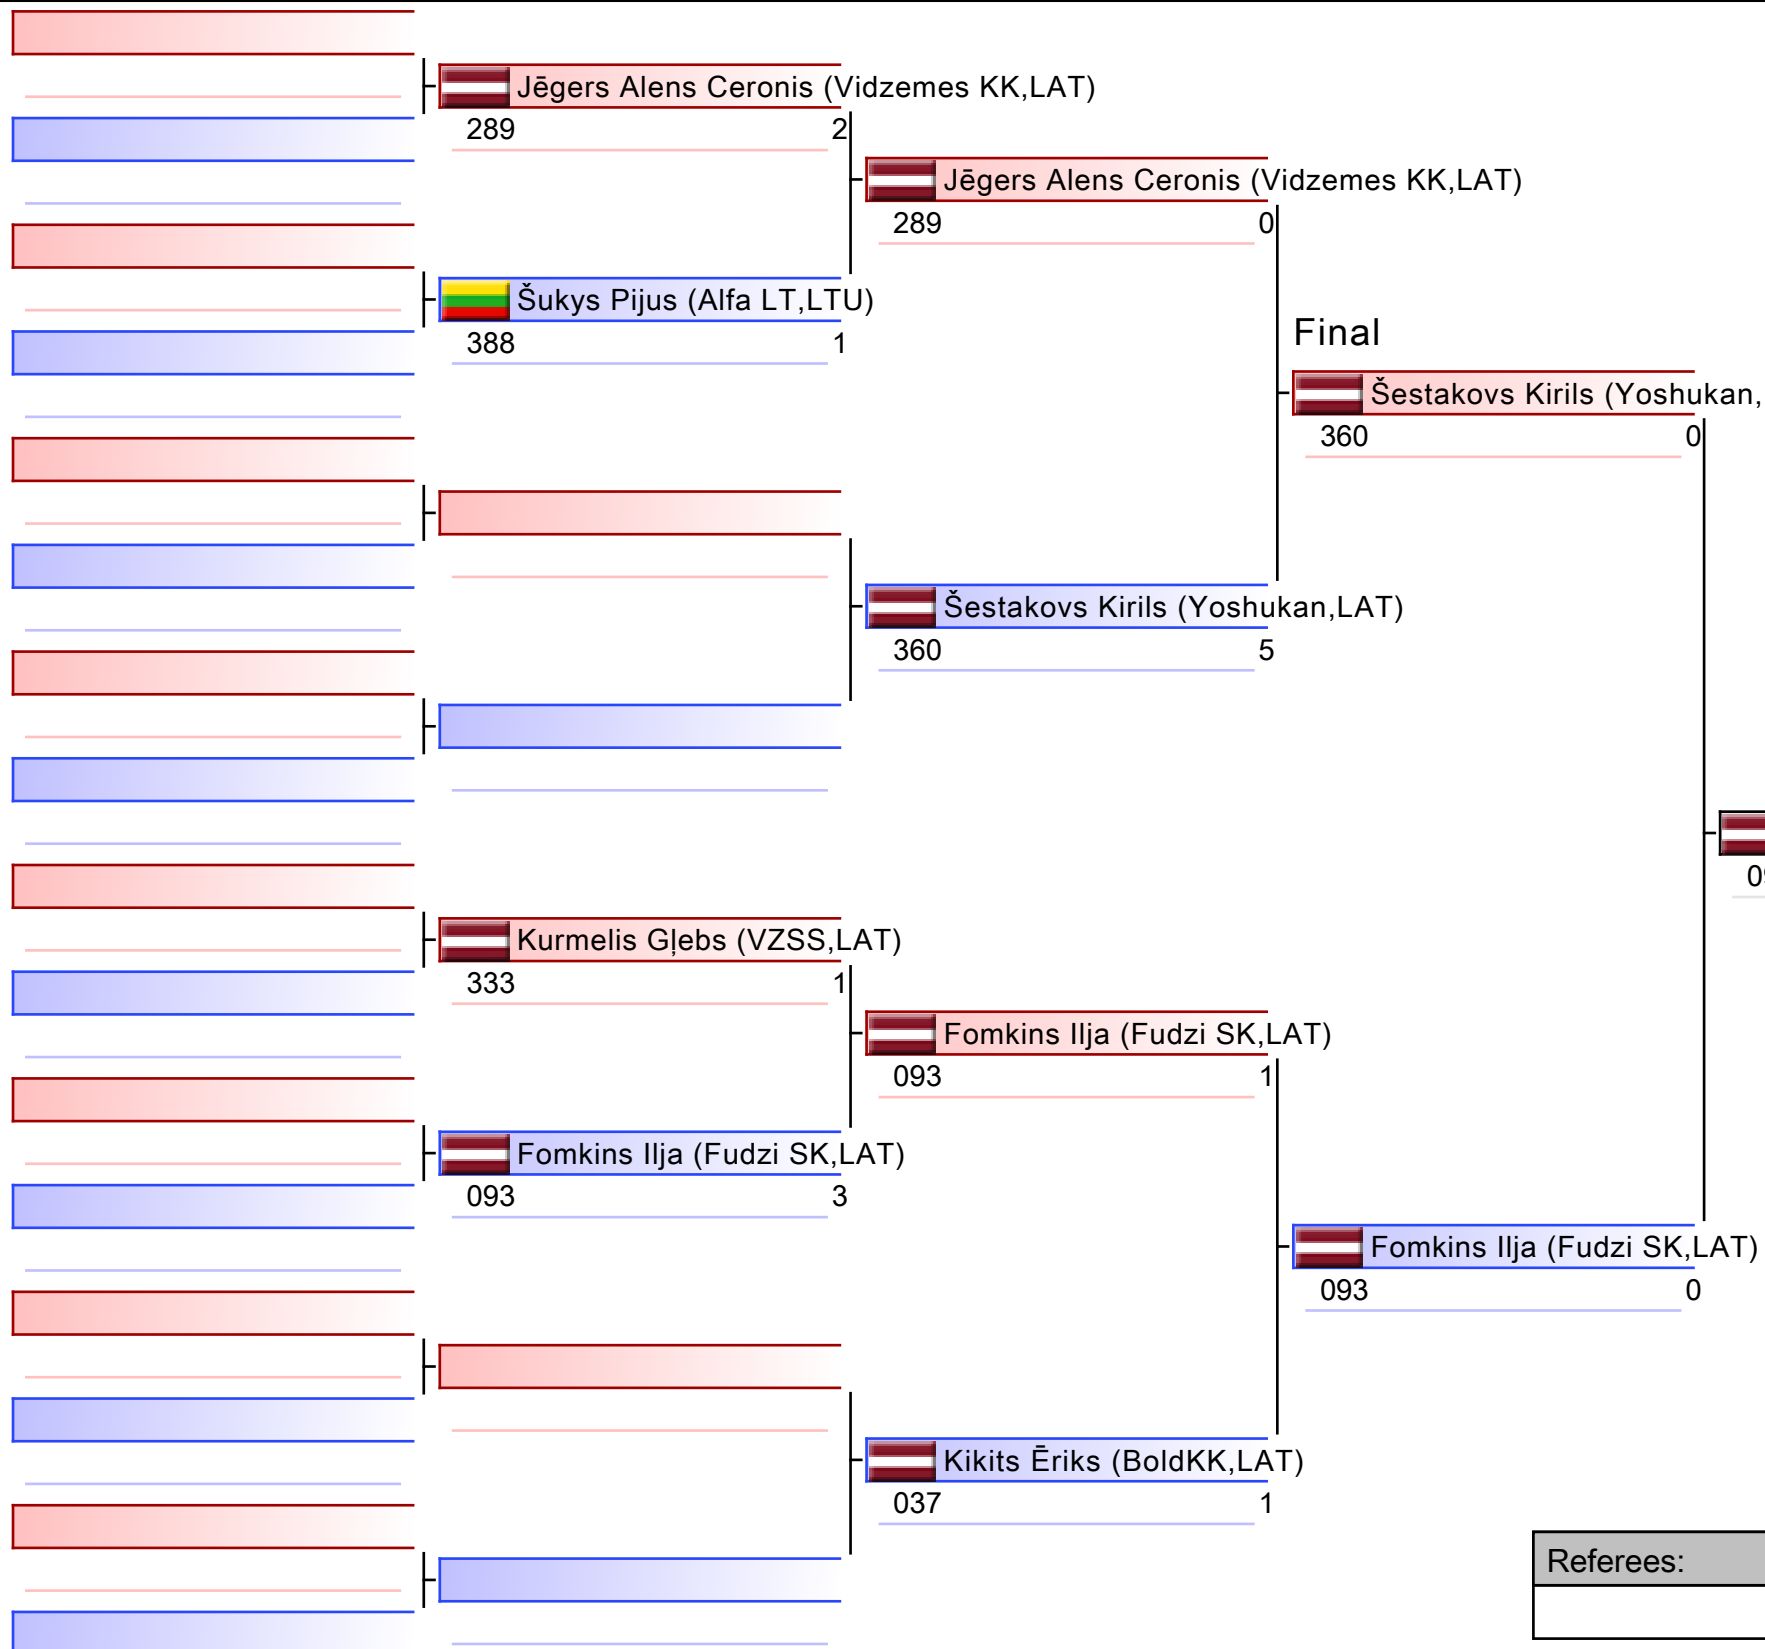 Jēgers Alens Ceronis (Vidzemes KK,LAT)
289 2
Jēgers Alens Ceronis (Vidzemes KK,LAT)
289 0
Šukys Pijus (Alfa LT,LTU)
388 1
Final
Šestakovs Kirils (Yoshukan,
360 0
Šestakovs Kirils (Yoshukan,LAT)
360 5
Kurmelis Gļebs (VZSS,LAT)
333 1
Fomkins Ilja (Fudzi SK,LAT)
093 1
Fomkins Ilja (Fudzi SK,LAT)
093 3
Fomkins Ilja (Fudzi SK,LAT)
093 0
Kikits Ēriks (BoldKK,LAT)
037 1
Referees: